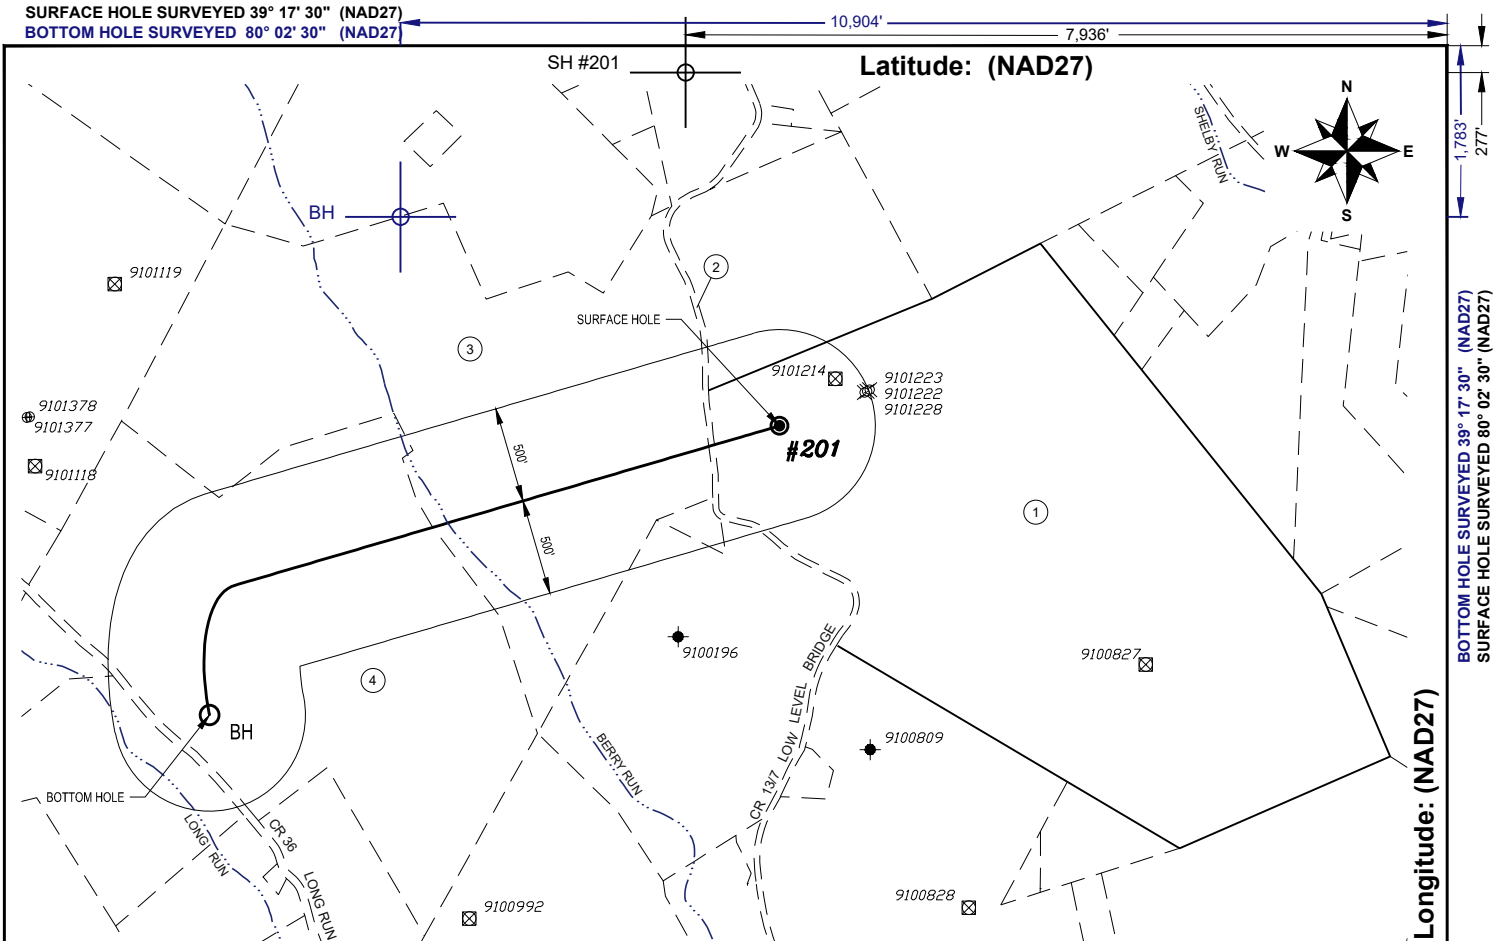 SURFACE HOLE SURVEYED 39° 17' 30" (NAD27)
BOTTOM HOLE SURVEYED 80° 02' 30" (NAD27)
10,904'
7,936'
SH #201
Latitude: (NAD27)
N
W E
S
SHELBY RUN
1,783'
277'
BH
9101119
2
SURFACE HOLE
3
9101214
9101223
9101222
9101228
9101378
9101377
9101118
500'
#201
500'
1
BOTTOM HOLE SURVEYED 39° 17' 30" (NAD27)
SURFACE HOLE SURVEYED 80° 02' 30" (NAD27)
9100196
CR 13/7 LOW LEVEL BRIDGE
9100827
4
BH
BERRY RUN
9100809
BOTTOM HOLE
LONG RUN
CR 36
LONG RUN
9100992
9100828
Longitude: (NAD27)